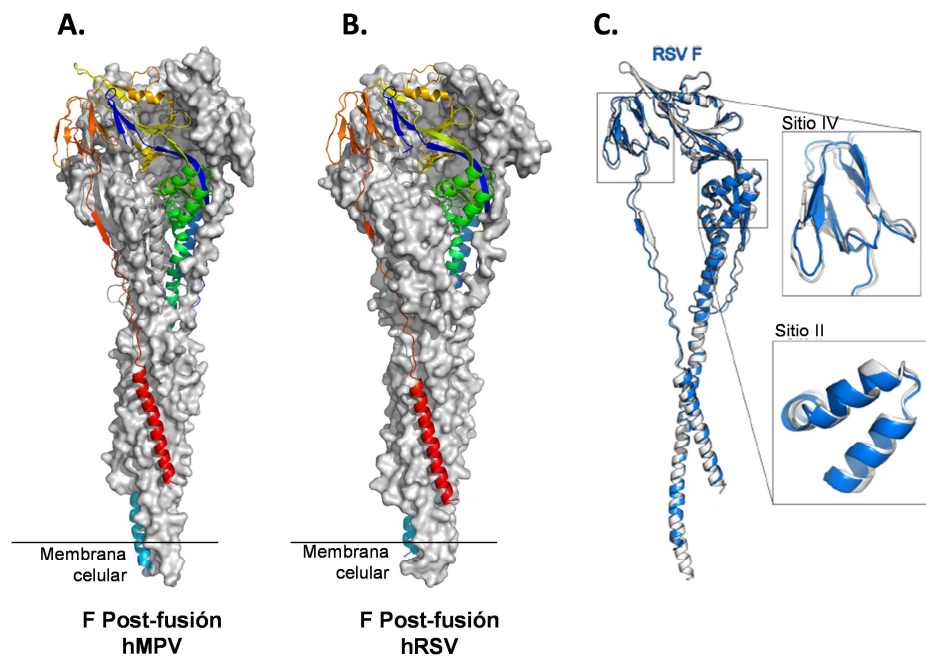 A.
B.
C.
RSV F
Sitio IV
Sitio II
Membrana
celular
Membrana
celular
F Post-fusión
hMPV
F Post-fusión
hRSV